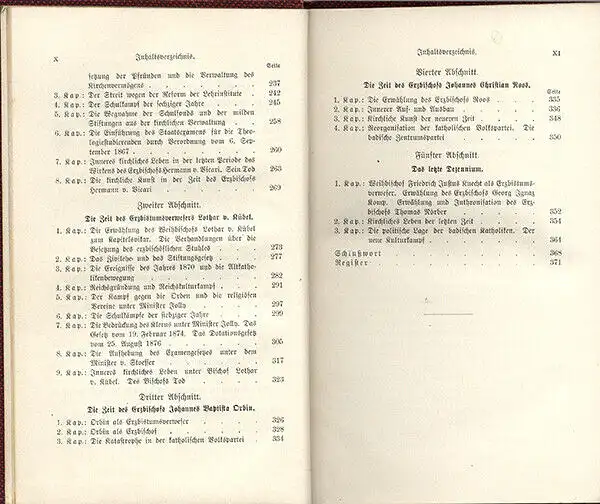 X
Inhaltsverzeichnis.
Seite
setzung der Pfründen und die Verwaltung des
Kirchenvermögens . . . . . . . . 237
3. Kap.: Der Streit wegen der Reform der Lehrinstitute . 242
4. Kap.: Der Schulkampf der sechziger Jahre . . . 245
5. Kap.: Die Wegnahme der Schulfonds und der milden
Stiftungen aus der kirchlichen Verwaltung . . 258
6. Kap.: Die Einführung des Staatsexamens für die Theo-
logiestudierenden durch Verordnung vom 6. Sep-
tember 1867 . . . . . . . . . 260
7. Kap.: Inneres kirchliches Leben in der letzten Periode des
Wirkens des Erzbischofs Hermann v. Vicari. Sein Tod 263
8. Kap.: Die kirchliche Kunst in der Zeit des Erzbischofs
Hermann v. Vicari . . . . . . . 269
Zweiter Abschnitt.
Die Zeit des Erzbistumsverwesers Lothar v. Kübel.
1. Kap.: Die Erwählung des Weihbischofs Lothar v. Kübel
zum Kapitelsvikar. Die Verhandlungen über die
Besetzung des erzbischöflichen Stuhles . . . 273
2. Kap.: Das Zivilehe- und das Stiftungsgesetz . . . 277
3. Kap.: Die Ereignisse des Jahres 1870 und die Altkatho-
likenbewegung . . . . . . . . 282
4. Kap.: Reichsgründung und Reichskulturkampf . . . 291
5. Kap.: Der Kampf gegen die Orden und die religiösen
Vereine unter Minister Jolly . . . . . 297
6. Kap.: Die Schulkämpfe der siebziger Jahre . . . 299
7. Kap.: Die Bedrückung des Klerus unter Minister Jolly. Das
Gesetz vom 19. Februar 1874. Das Dotationsgesetz
vom 25. August 1876 . . . . . . . 305
8. Kap.: Die Aufhebung des Examengesetzes unter dem
Minister v. Stoesser . . . . . . . 317
9. Kap.: Inneres kirchliches Leben unter Bischof Lothar
v. Kübel. Des Bischofs Tod . . . . . 323
Dritter Abschnitt.
Die Zeit des Erzbischofs Johannes Baptista Orbin.
1. Kap.: Orbin als Erzbistumsverweser . . . . 326
2. Kap.: Orbin als Erzbischof . . . . . . 328
3. Kap.: Die Katastrophe in der katholischen Volkspartei . 334
Inhaltsverzeichnis.
XI
Vierter Abschnitt.
Die Zeit des Erzbischofs Johannes Christian Roos.
Seite
1. Kap.: Die Erwählung des Erzbischofs Roos . . . 335
2. Kap.: Innerer Auf- und Ausbau . . . . . 336
3. Kap.: Kirchliche Kunst der neueren Zeit . . . . 348
4. Kap.: Reorganisation der katholischen Volkspartei. Die
badische Zentrumspartei . . . . . . 350
Fünfter Abschnitt.
Das letzte Dezennium.
1. Kap.: Weihbischof Friedrich Justus Knecht als Erzbistums-
verweser. Erwählung des Erzbischofs Georg Ignaz
Komp. Erwählung und Inthronisation des Erz-
bischofs Thomas Nörber . . . . . . 352
2. Kap.: Kirchliches Leben der letzten Zeit . . . . 354
3. Kap.: Die politische Lage der badischen Katholiken. Der
neue Kulturkampf . . . . . . . 364
Schlußwort . . . . . . . . . . 368
Register . . . . . . . . . . . 371